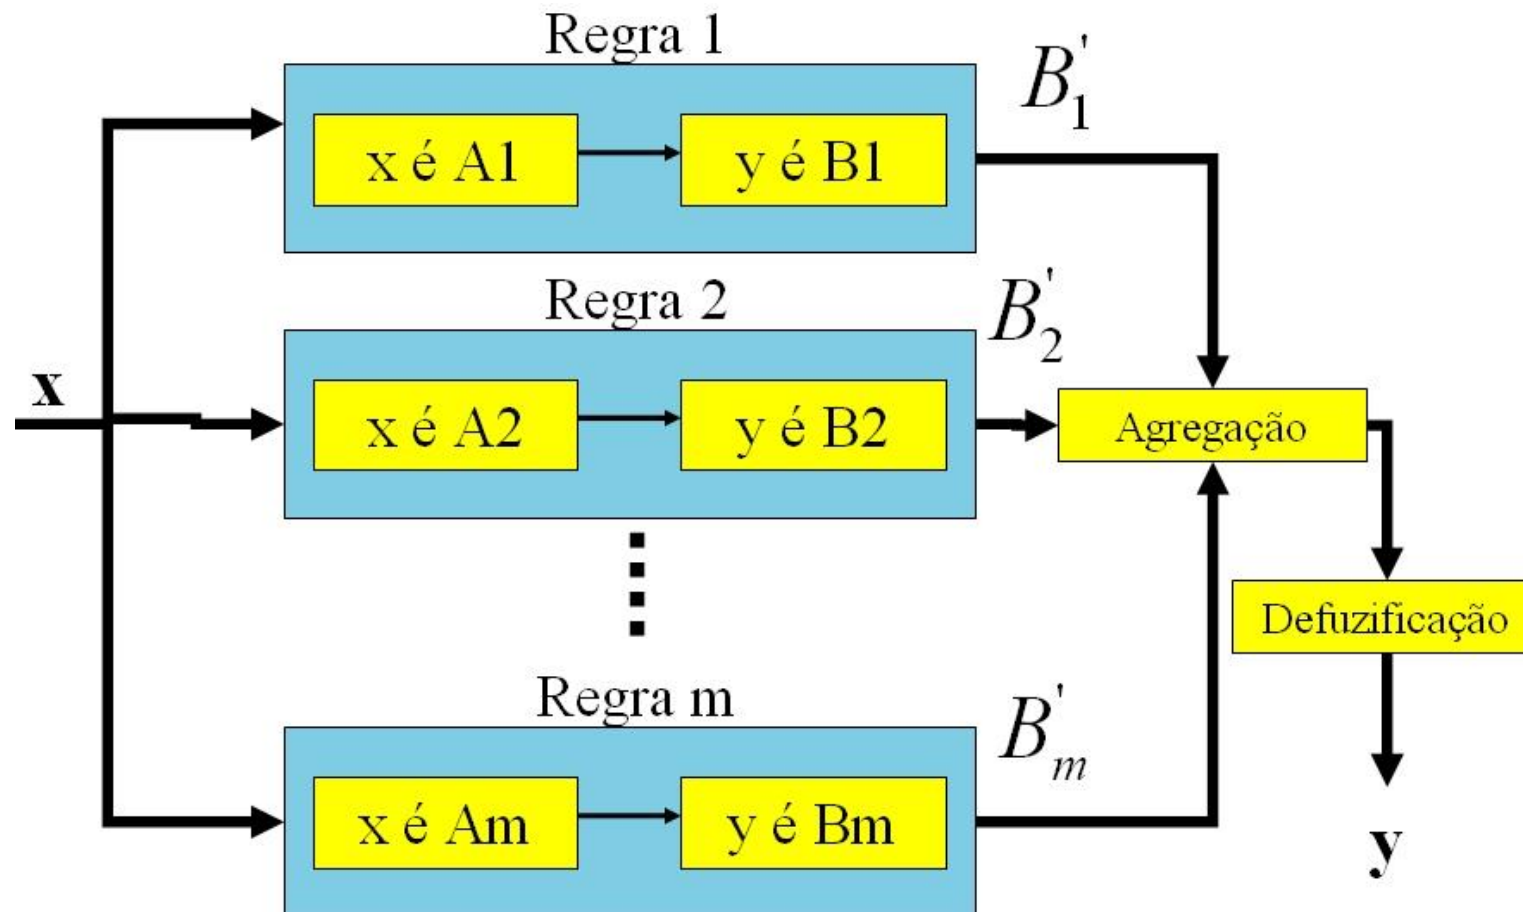 Regra 1
x é A1
y é B1
B'1
Regra 2
x
x é A2
y é B2
B'2
Agregação
Defuzificação
Regra m
x é Am
y é Bm
B'm
y